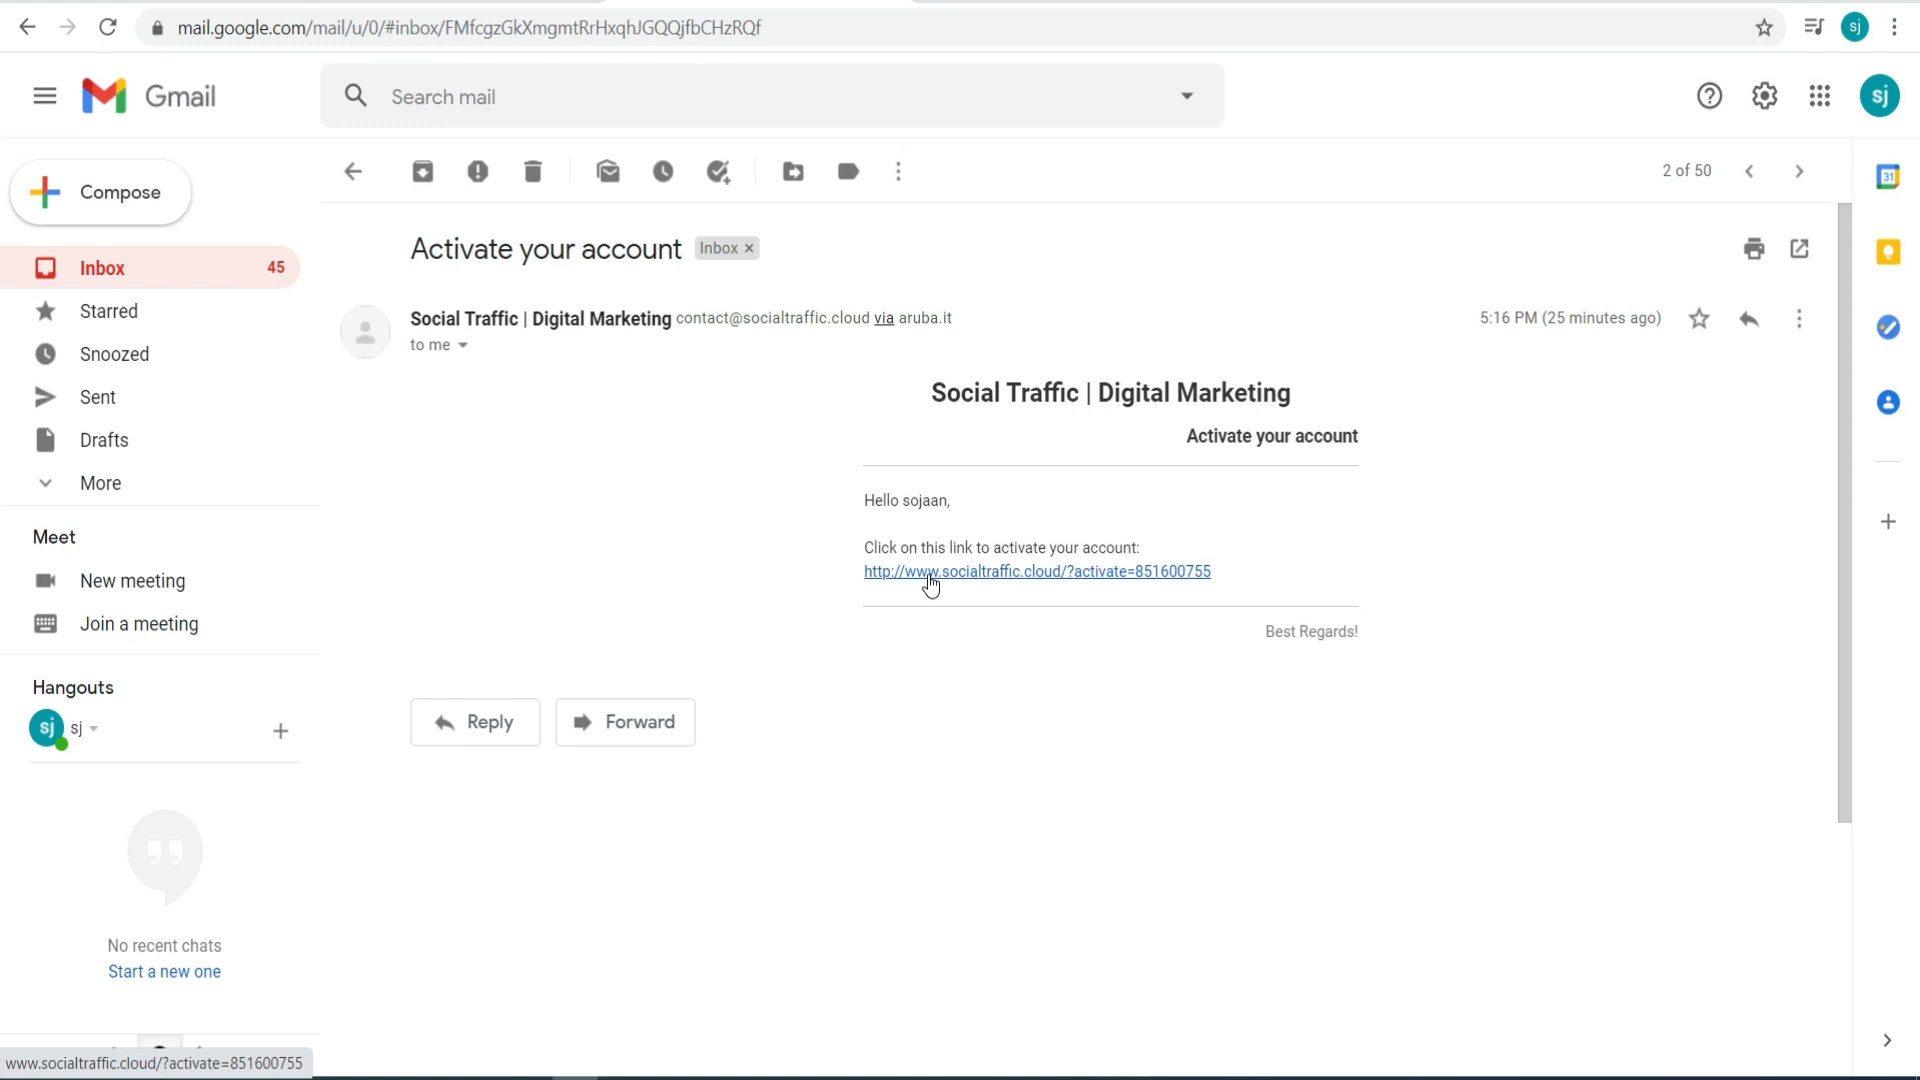 mail.google.com/mail/u/0/#inbox/FMfcgzGkXmgmtRrHxqhJGQQjfbCHzRQf
sj
Gmail
Search mail
sj
Compose
2 of 50
31
Activate your account
Inbox ×
Inbox 45
Starred
Social Traffic | Digital Marketing contact@socialtraffic.cloud via aruba.it
5:16 PM (25 minutes ago)
to me
Snoozed
Sent
Drafts
More
Social Traffic | Digital Marketing
Activate your account
Hello sojaan,
Click on this link to activate your account:
http://www.socialtraffic.cloud/?activate=851600755
Best Regards!
Meet
New meeting
Join a meeting
Hangouts
sj sj
Reply
Forward
No recent chats
Start a new one
www.socialtraffic.cloud/?activate=851600755